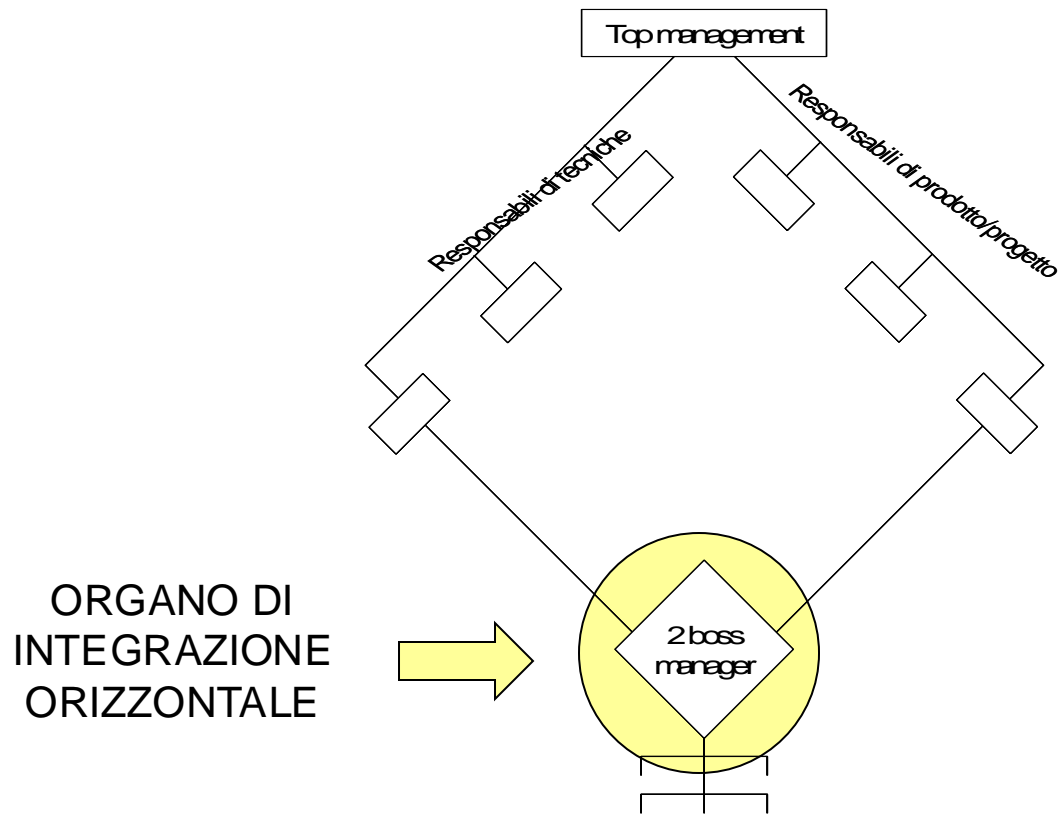 Top management
Responsabili di tecniche
Responsabili di prodotto/progetto
ORGANO DI
INTEGRAZIONE
ORIZZONTALE
2 boss
manager